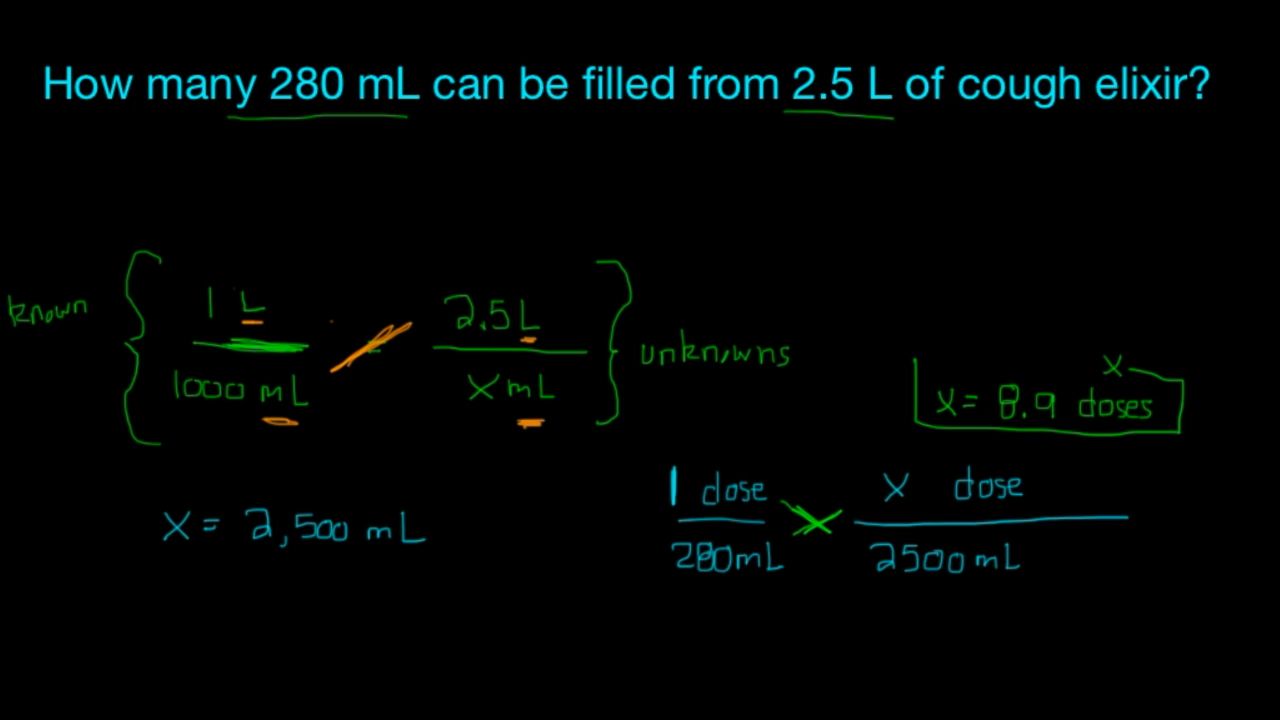 How many 280 mL can be filled from 2.5 L of cough elixir?
known
1 L
1000 mL
=
2.5 L
X mL
unknowns
X
X = 8.9 doses
X = 2,500 mL
1 dose
280mL
X dose
2500 mL